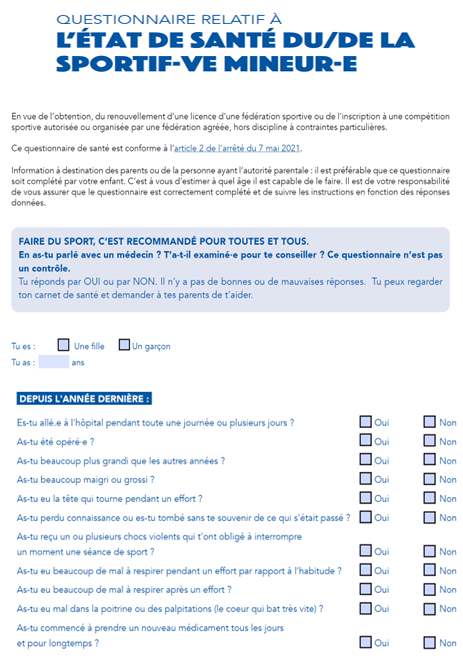 QUESTIONNAIRE RELATIF À
L'ÉTAT DE SANTÉ DU/DE LA
SPORTIF-VE MINEUR-E
En vue de l'obtention, du renouvellement d'une licence d'une fédération sportive ou de l'inscription à une compétition
sportive autorisée ou organisée par une fédération agréée, hors discipline à contraintes particulières.
Ce questionnaire de santé est conforme à l'article 2 de l'arrêté du 7 mai 2021.
Information à destination des parents ou de la personne ayant l'autorité parentale : il est préférable que ce questionnaire
soit complété par votre enfant. C'est à vous d'estimer à quel âge il est capable de le faire. Il est de votre responsabilité
de vous assurer que le questionnaire est correctement complété et de suivre les instructions en fonction des réponses
données.
FAIRE DU SPORT, C'EST RECOMMANDÉ POUR TOUTES ET TOUS.
En as-tu parlé avec un médecin ? T'a-t-il examiné·e pour te conseiller ? Ce questionnaire n'est pas
un contrôle.
Tu réponds par OUI ou par NON. Il n'y a pas de bonnes ou de mauvaises réponses. Tu peux regarder
ton carnet de santé et demander à tes parents de t'aider.
Tu es : Une fille Un garçon
Tu as : ans
DEPUIS L'ANNÉE DERNIÈRE :
Es-tu allé.e à l'hôpital pendant toute une journée ou plusieurs jours ? Oui Non
As-tu été opéré·e ? Oui Non
As-tu beaucoup plus grandi que les autres années ? Oui Non
As-tu beaucoup maigri ou grossi ? Oui Non
As-tu eu la tête qui tourne pendant un effort ? Oui Non
As-tu perdu connaissance ou es-tu tombé sans te souvenir de ce qui s'était passé ? Oui Non
As-tu reçu un ou plusieurs chocs violents qui t'ont obligé à interrompre
un moment une séance de sport ? Oui Non
As-tu eu beaucoup de mal à respirer pendant un effort par rapport à l'habitude ? Oui Non
As-tu eu beaucoup de mal à respirer après un effort ? Oui Non
As-tu eu mal dans la poitrine ou des palpitations (le coeur qui bat très vite) ? Oui Non
As-tu commencé à prendre un nouveau médicament tous les jours
et pour longtemps ? Oui Non